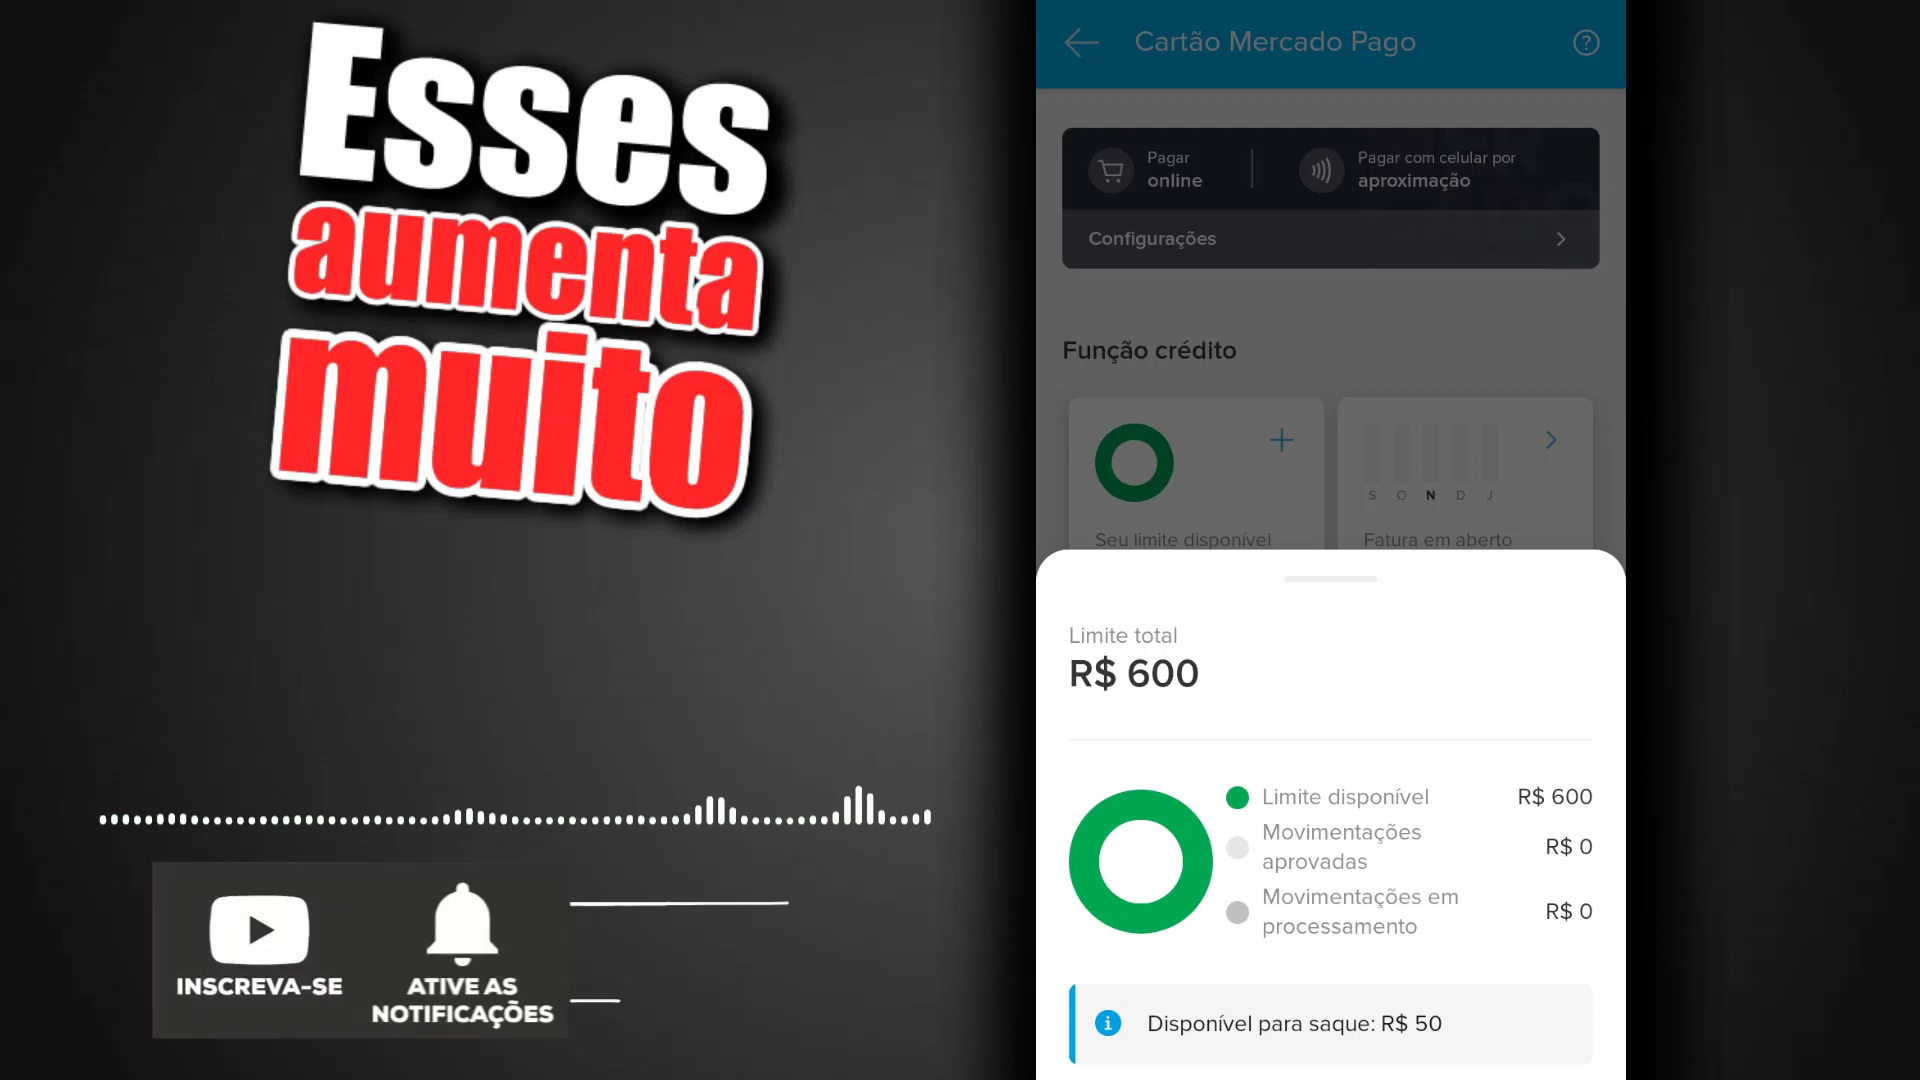 Esses
aumenta
muito
INSCREVA-SE
ATIVE AS
NOTIFICAÇÕES
Cartão Mercado Pago
?
Pagar
online
Pagar com celular por
aproximação
Configurações
Função crédito
S O N D J
Seu limite disponível
Fatura em aberto
Limite total
R$ 600
Limite disponível R$ 600
Movimentações
aprovadas
R$ 0
Movimentações em
processamento
R$ 0
i
Disponível para saque: R$ 50